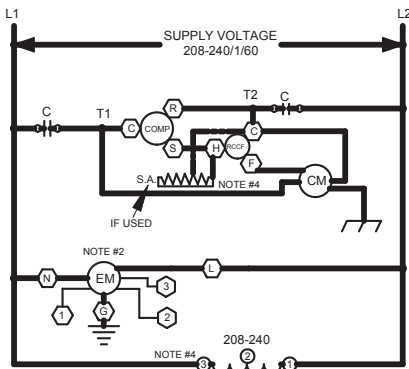 L1
L2
SUPPLY VOLTAGE
208-240/1/60
C
T1
C
COMP
R
S
T2
C
C
H
RCCF
F
S.A.
NOTE #4
IF USED
CM
NOTE #2
N
EM
L
3
1
G
2
208-240
NOTE #4
3
2
1